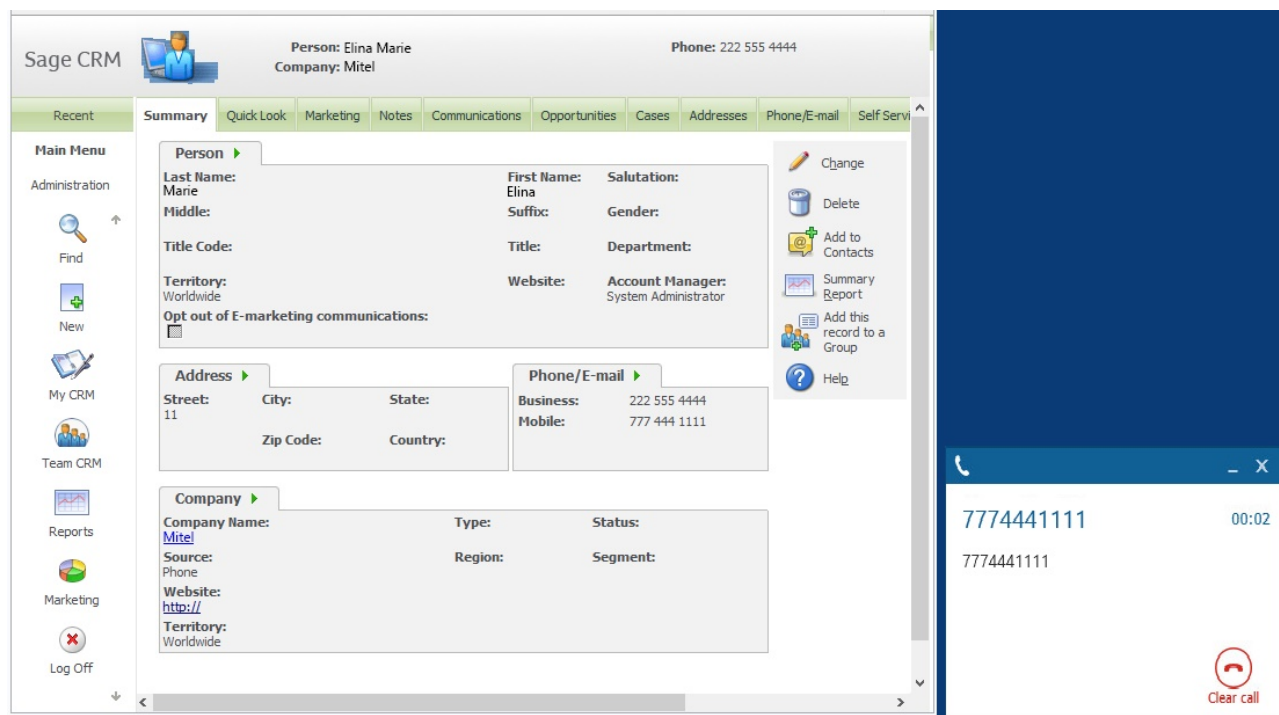 Sage CRM
Person: Elina Marie
Company: Mitel
Phone: 222 555 4444
Recent
Summary Quick Look Marketing Notes Communications Opportunities Cases Addresses Phone/E-mail Self Servi
Main Menu
Administration
Find
New
My CRM
Team CRM
Reports
Marketing
Log Off
Person
Last Name: First Name: Salutation:
Marie Elina
Middle: Suffix: Gender:
Title Code: Title: Department:
Territory: Website: Account Manager:
Worldwide System Administrator
Opt out of E-marketing communications:
Address
Street: City: State:
11
Zip Code: Country:
Phone/E-mail
Business: 222 555 4444
Mobile: 777 444 1111
Company
Company Name: Type: Status:
Mitel
Source: Region: Segment:
Phone
Website:
http://
Territory:
Worldwide
Change
Delete
Add to
Contacts
Summary
Report
Add this
record to a
Group
Help
_ X
7774441111 00:02
7774441111
Clear call